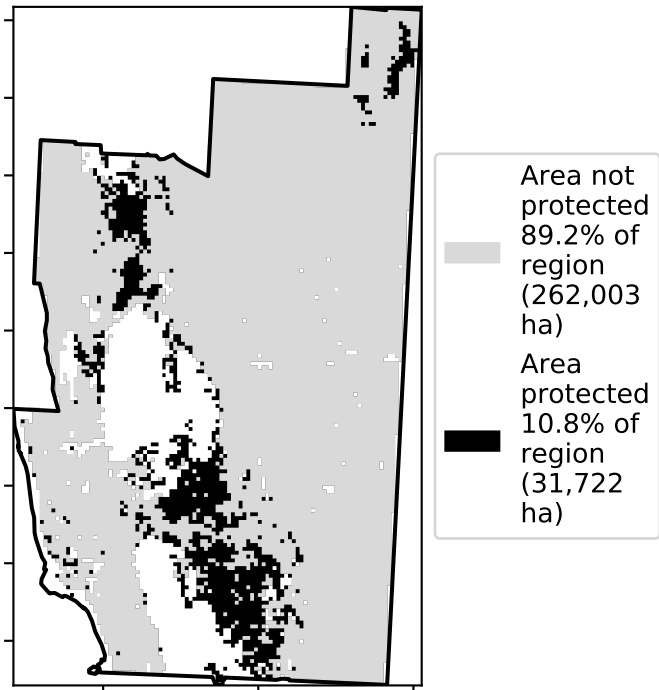 Area not
protected
89.2% of
region
(262,003
ha)
Area
protected
10.8% of
region
(31,722
ha)